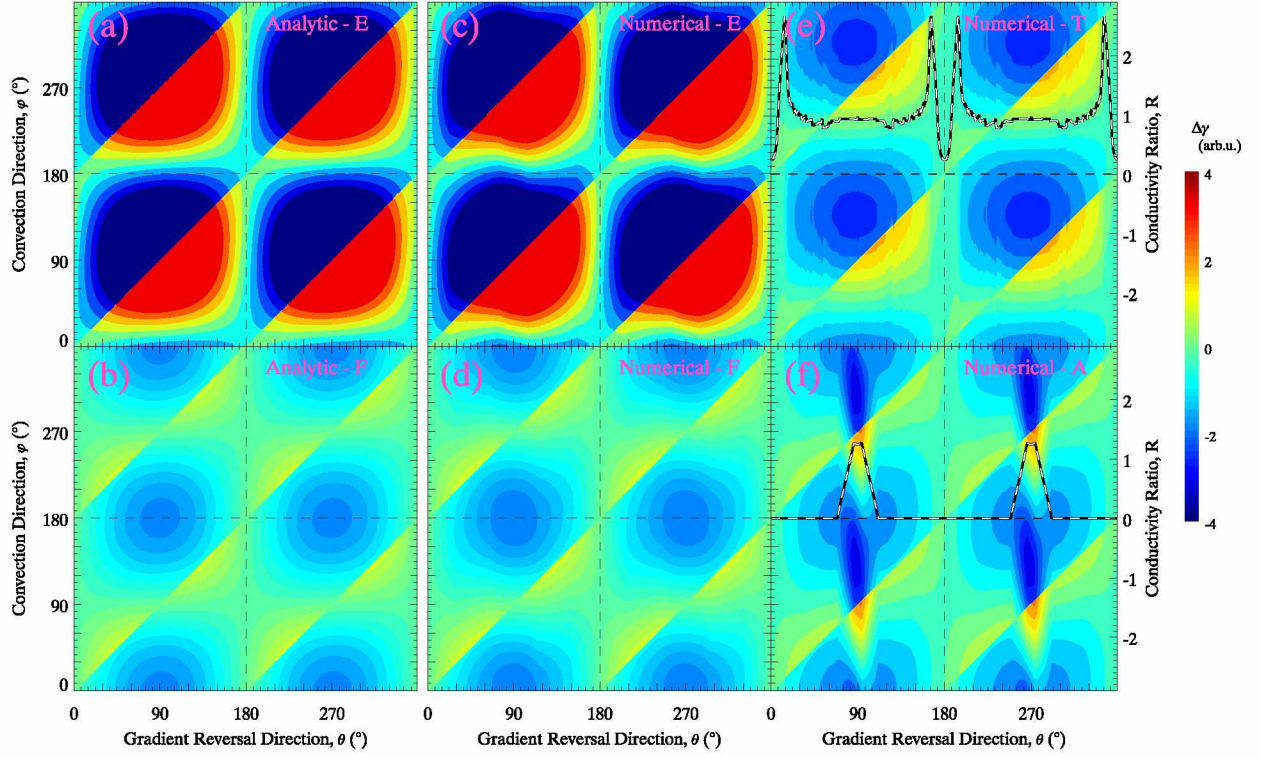 (a) Analytic - E
(c) Numerical - E
(e) Numerical - T
(b) Analytic - F
(d) Numerical - F
(f) Numerical - A
Convection Direction, φ (°)
270
180
90
0
Convection Direction, φ (°)
270
180
90
0
2
1
0
-1
-2
Conductivity Ratio, R
2
1
0
-1
-2
Conductivity Ratio, R
Δγ
(arb.u.)
4
2
0
-2
-4
0 90 180 270
0 90 180 270
0 90 180 270
Gradient Reversal Direction, θ (°)
Gradient Reversal Direction, θ (°)
Gradient Reversal Direction, θ (°)